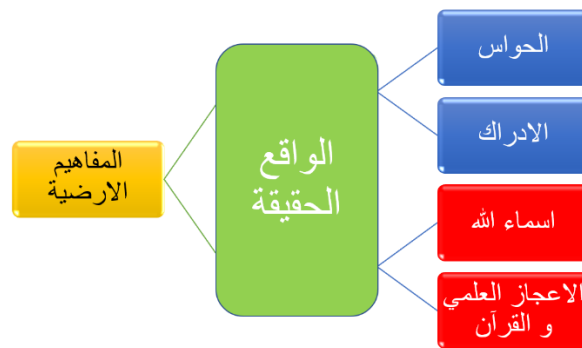 الحواس
الادراك
اسماء الله
الاعجاز العلمي
و القرآن
الواقع
الحقيقة
المفاهيم
الارضية